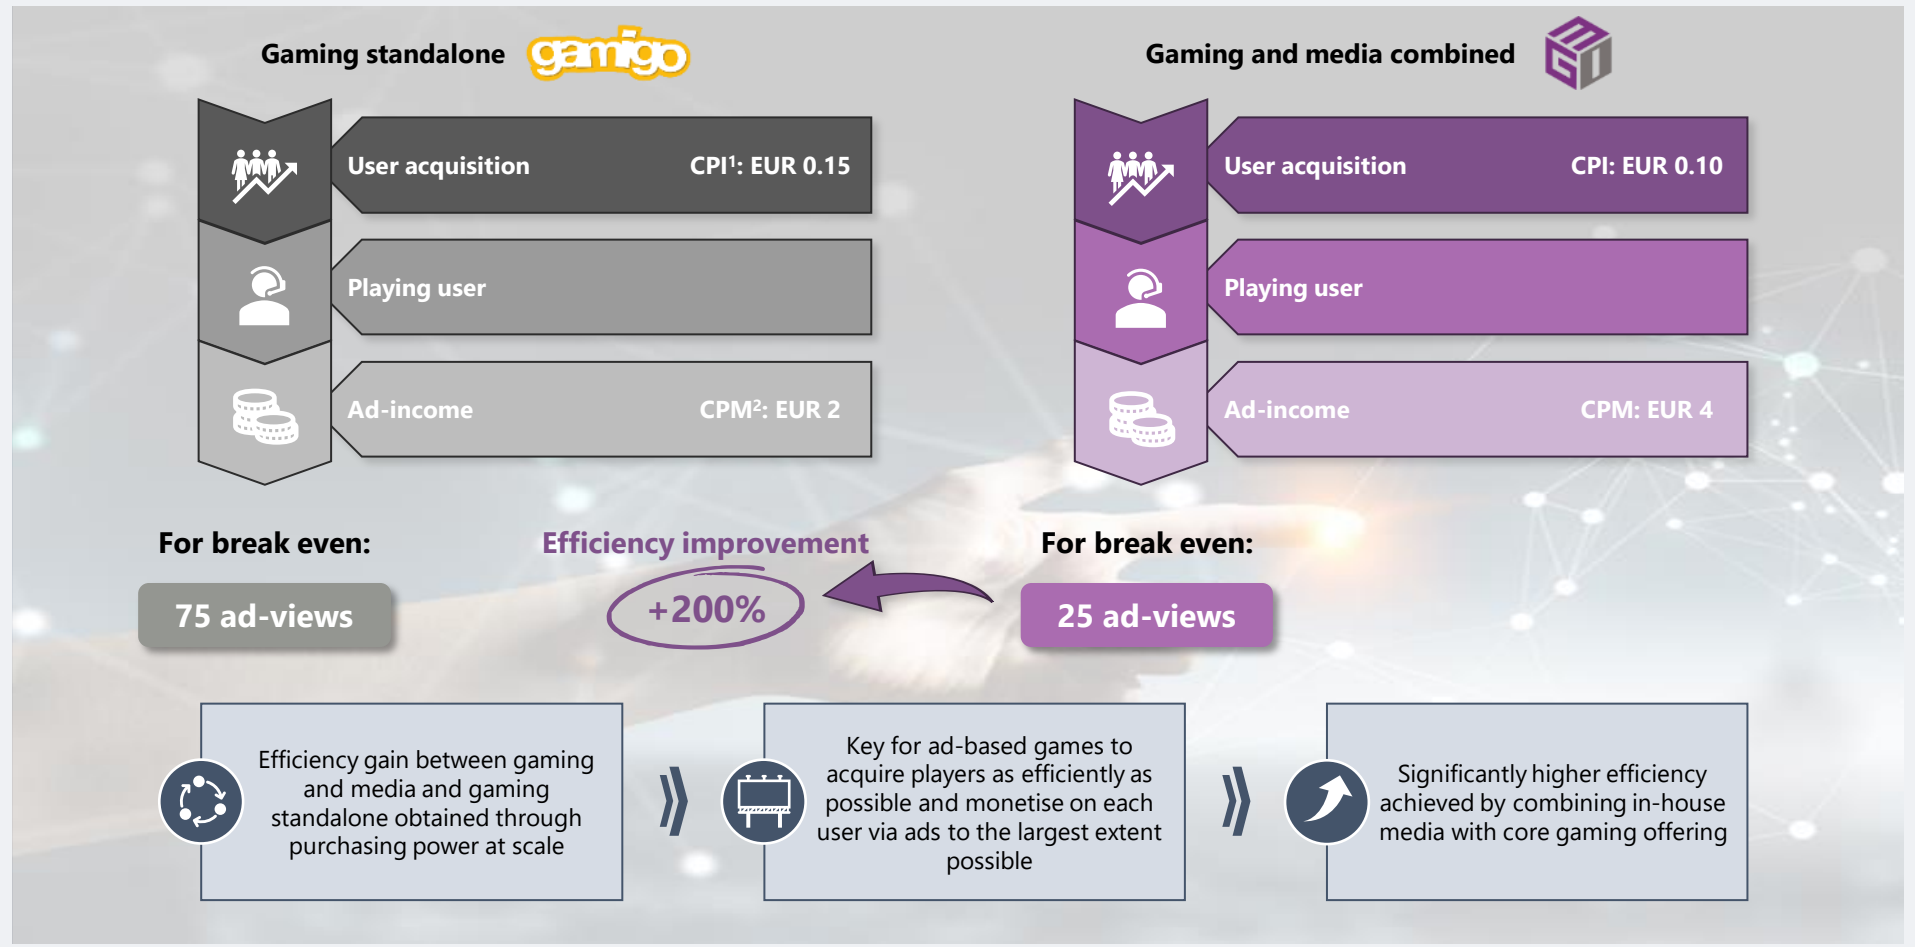 Gaming standalone
gamigo
User acquisition CPI¹: EUR 0.15
Playing user
Ad-income CPM²: EUR 2
Gaming and media combined
MGI
User acquisition CPI: EUR 0.10
Playing user
Ad-income CPM: EUR 4
For break even:
75 ad-views
Efficiency improvement
+200%
For break even:
25 ad-views
Efficiency gain between gaming
and media and gaming
standalone obtained through
purchasing power at scale
Key for ad-based games to
acquire players as efficiently as
possible and monetise on each
user via ads to the largest extent
possible
Significantly higher efficiency
achieved by combining in-house
media with core gaming offering